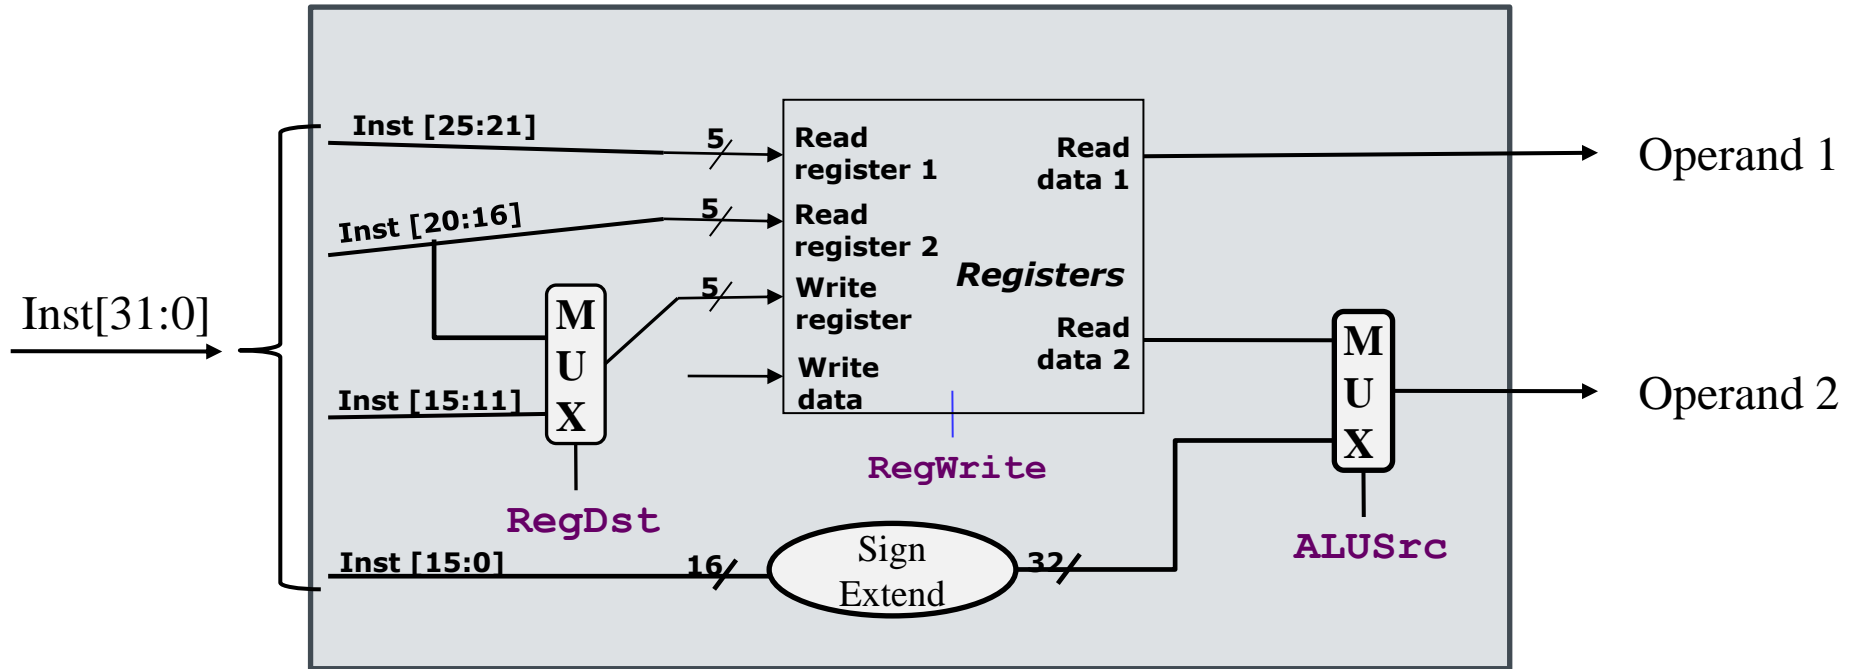 Inst[31:0]
Inst [25:21]
5
Inst [20:16]
5
5
Inst [15:11]
M
U
X
RegDst
Read
register 1
Read
register 2
Write
register
Write
data
Registers
Read
data 1
Read
data 2
RegWrite
Inst [15:0]
16
Sign
Extend
32
M
U
X
ALUSrc
Operand 1
Operand 2